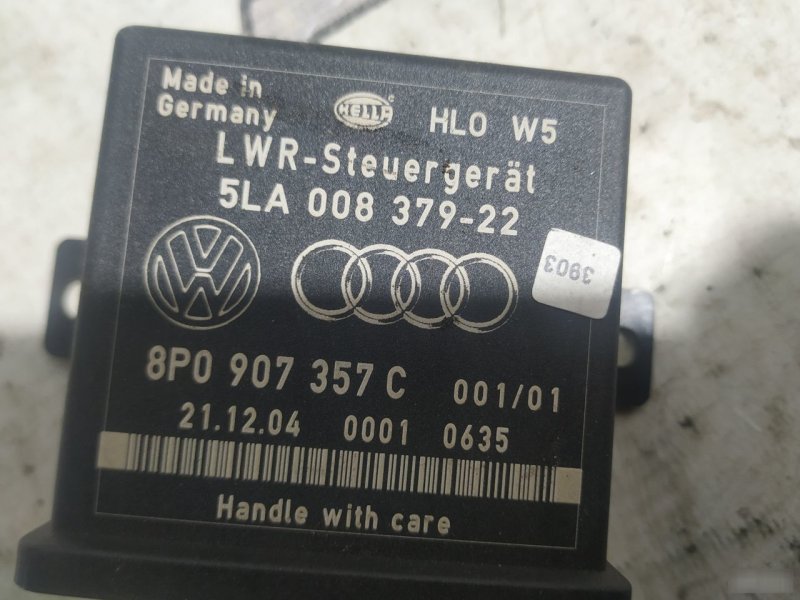 Made in
Germany
HELLA
HLO W5
LWR-Steuergerät
5LA 008 379-22
3903
8P0 907 357 C 001/01
21.12.04 0001 0635
Handle with care